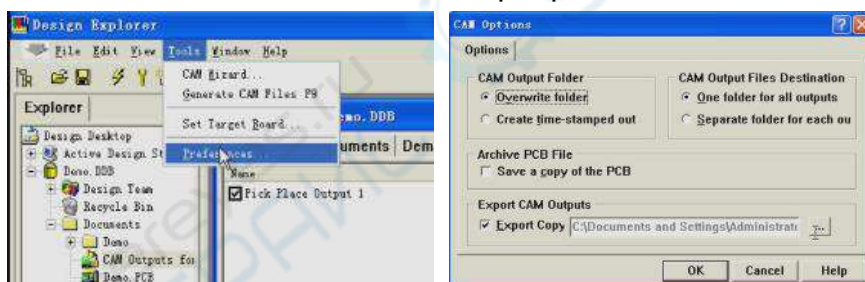 Design Explorer
File Edit View Tools Window Help
CAM Wizard...
Generate CAM Files F9
Set Target Board...
Preferences...
Explorer
Design Desktop
Active Design St
Demo.DDB
Design Team
Recycle Bin
Documents
Demo
CAM Outputs for
Demo.PCB
emo.DDB
uments Dem
Name
Pick Place Output 1
CAM Options
Options
CAM Output Folder
Overwrite folder
Create time-stamped out
CAM Output Files Destination
One folder for all outputs
Separate folder for each ou
Archive PCB File
Save a copy of the PCB
Export CAM Outputs
Export Copy C:\Documents and Settings\Administrat
OK Cancel Help